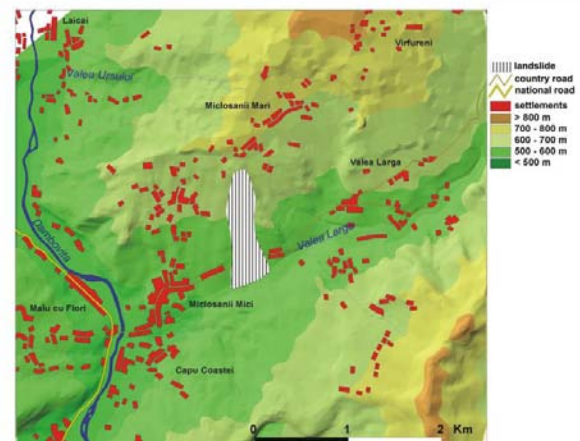 Laicai
Virfureni
Valea Ursului
Miclosanii Mari
Valea Larga
Dambovita
Valea Larga
Malu cu Flori
Miclosanii Mici
Capu Coastei
0 1 2 Km
landslide
country road
national road
settlements
> 800 m
700 - 800 m
600 - 700 m
500 - 600 m
< 500 m